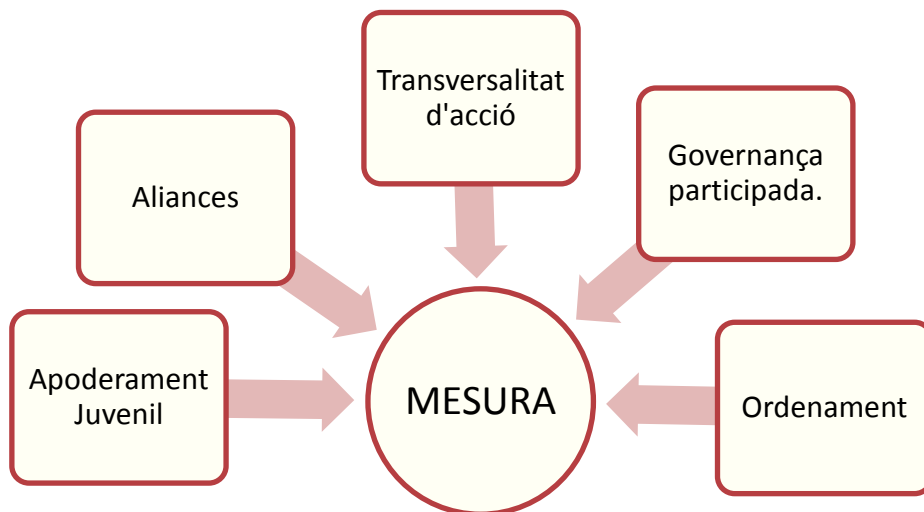 Transversalitat
d'acció
Aliances
Governança
participada.
Apoderament
Juvenil
MESURA
Ordenament